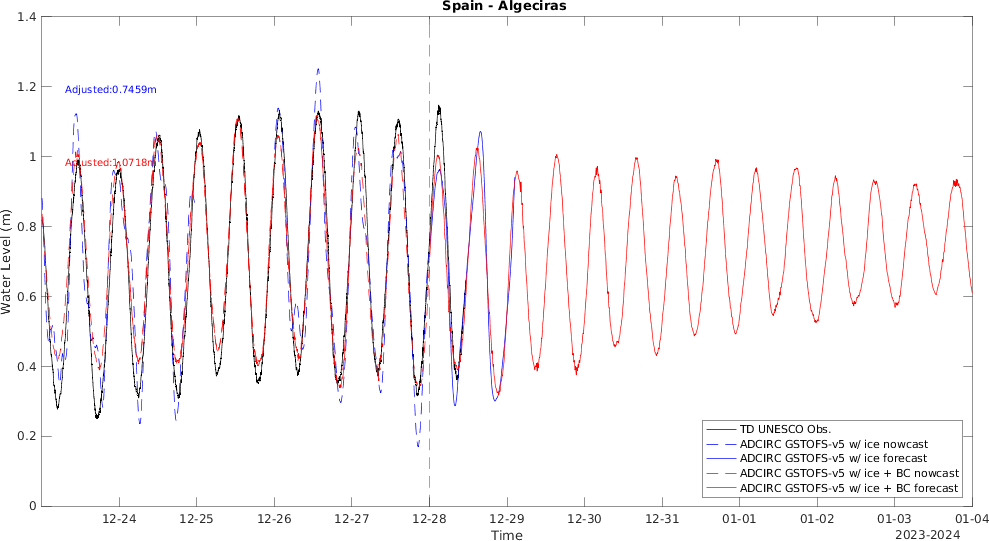 Spain - Algeciras
1.4
1.2
1
0.8
0.6
0.4
0.2
0
Water Level (m)
Adjusted:0.7459m
Adjusted:1.0718m
TD UNESCO Obs.
ADCIRC GSTOFS-v5 w/ ice nowcast
ADCIRC GSTOFS-v5 w/ ice forecast
ADCIRC GSTOFS-v5 w/ ice + BC nowcast
ADCIRC GSTOFS-v5 w/ ice + BC forecast
12-24 12-25 12-26 12-27 12-28 12-29 12-30 12-31 01-01 01-02 01-03 01-04
Time
2023-2024